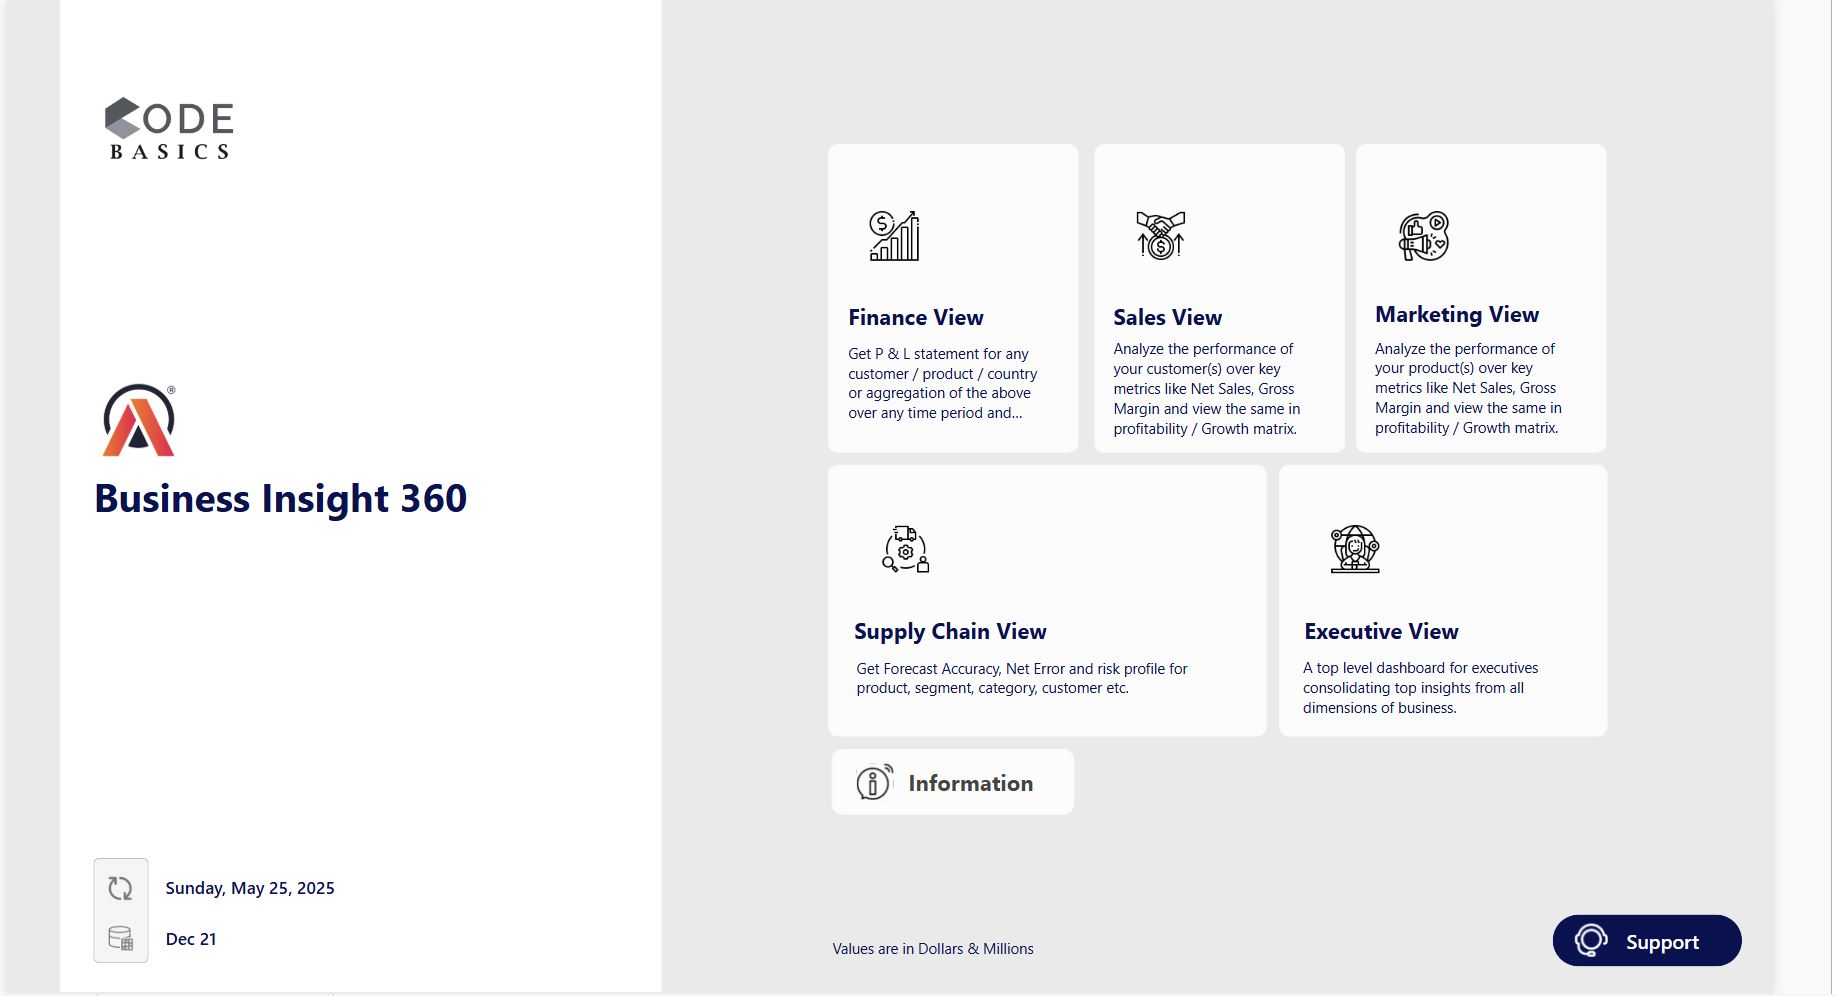 CODE
BASICS
®
Business Insight 360
Sunday, May 25, 2025
Dec 21
Finance View
Get P & L statement for any
customer / product / country
or aggregation of the above
over any time period and...
Sales View
Analyze the performance of
your customer(s) over key
metrics like Net Sales, Gross
Margin and view the same in
profitability / Growth matrix.
Marketing View
Analyze the performance of
your product(s) over key
metrics like Net Sales, Gross
Margin and view the same in
profitability / Growth matrix.
Supply Chain View
Get Forecast Accuracy, Net Error and risk profile for
product, segment, category, customer etc.
Executive View
A top level dashboard for executives
consolidating top insights from all
dimensions of business.
Information
Values are in Dollars & Millions
Support